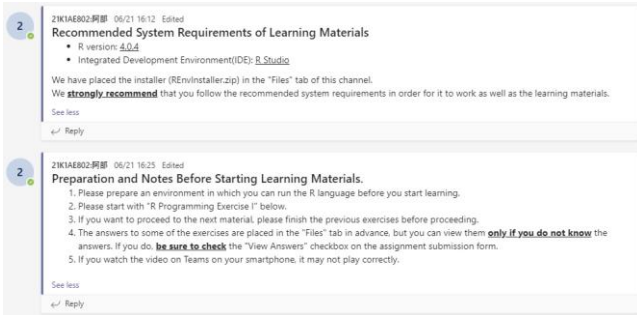 2
21K1AE802:阿部 06/21 16:12 Edited
Recommended System Requirements of Learning Materials
• R version: 4.0.4
• Integrated Development Environment(IDE): R Studio
We have placed the installer (REnvInstaller.zip) in the "Files" tab of this channel.
We strongly recommend that you follow the recommended system requirements in order for it to work as well as the learning materials.
See less
Reply
2
21K1AE802:阿部 06/21 16:25 Edited
Preparation and Notes Before Starting Learning Materials.
1. Please prepare an environment in which you can run the R language before you start learning.
2. Please start with "R Programming Exercise I" below.
3. If you want to proceed to the next material, please finish the previous exercises before proceeding.
4. The answers to some of the exercises are placed in the "Files" tab in advance, but you can view them only if you do not know the
answers. If you do, be sure to check the "View Answers" checkbox on the assignment submission form.
5. If you watch the video on Teams on your smartphone, it may not play correctly.
See less
Reply